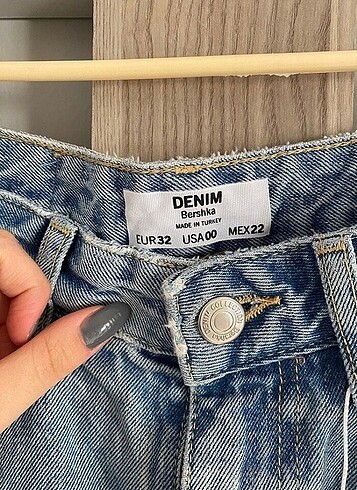 DENIM
Bershka
MADE IN TURKEY
EUR32 USA00 MEX22